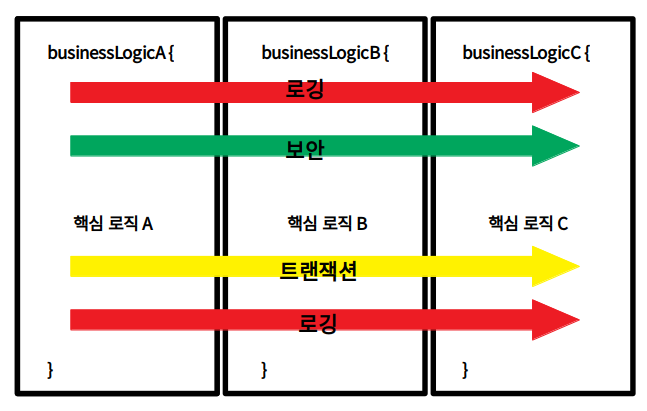 businessLogicA {
businessLogicB {
businessLogicC {
로깅
보안
핵심 로직 A
핵심 로직 B
핵심 로직 C
트랜잭션
로깅
}
}
}